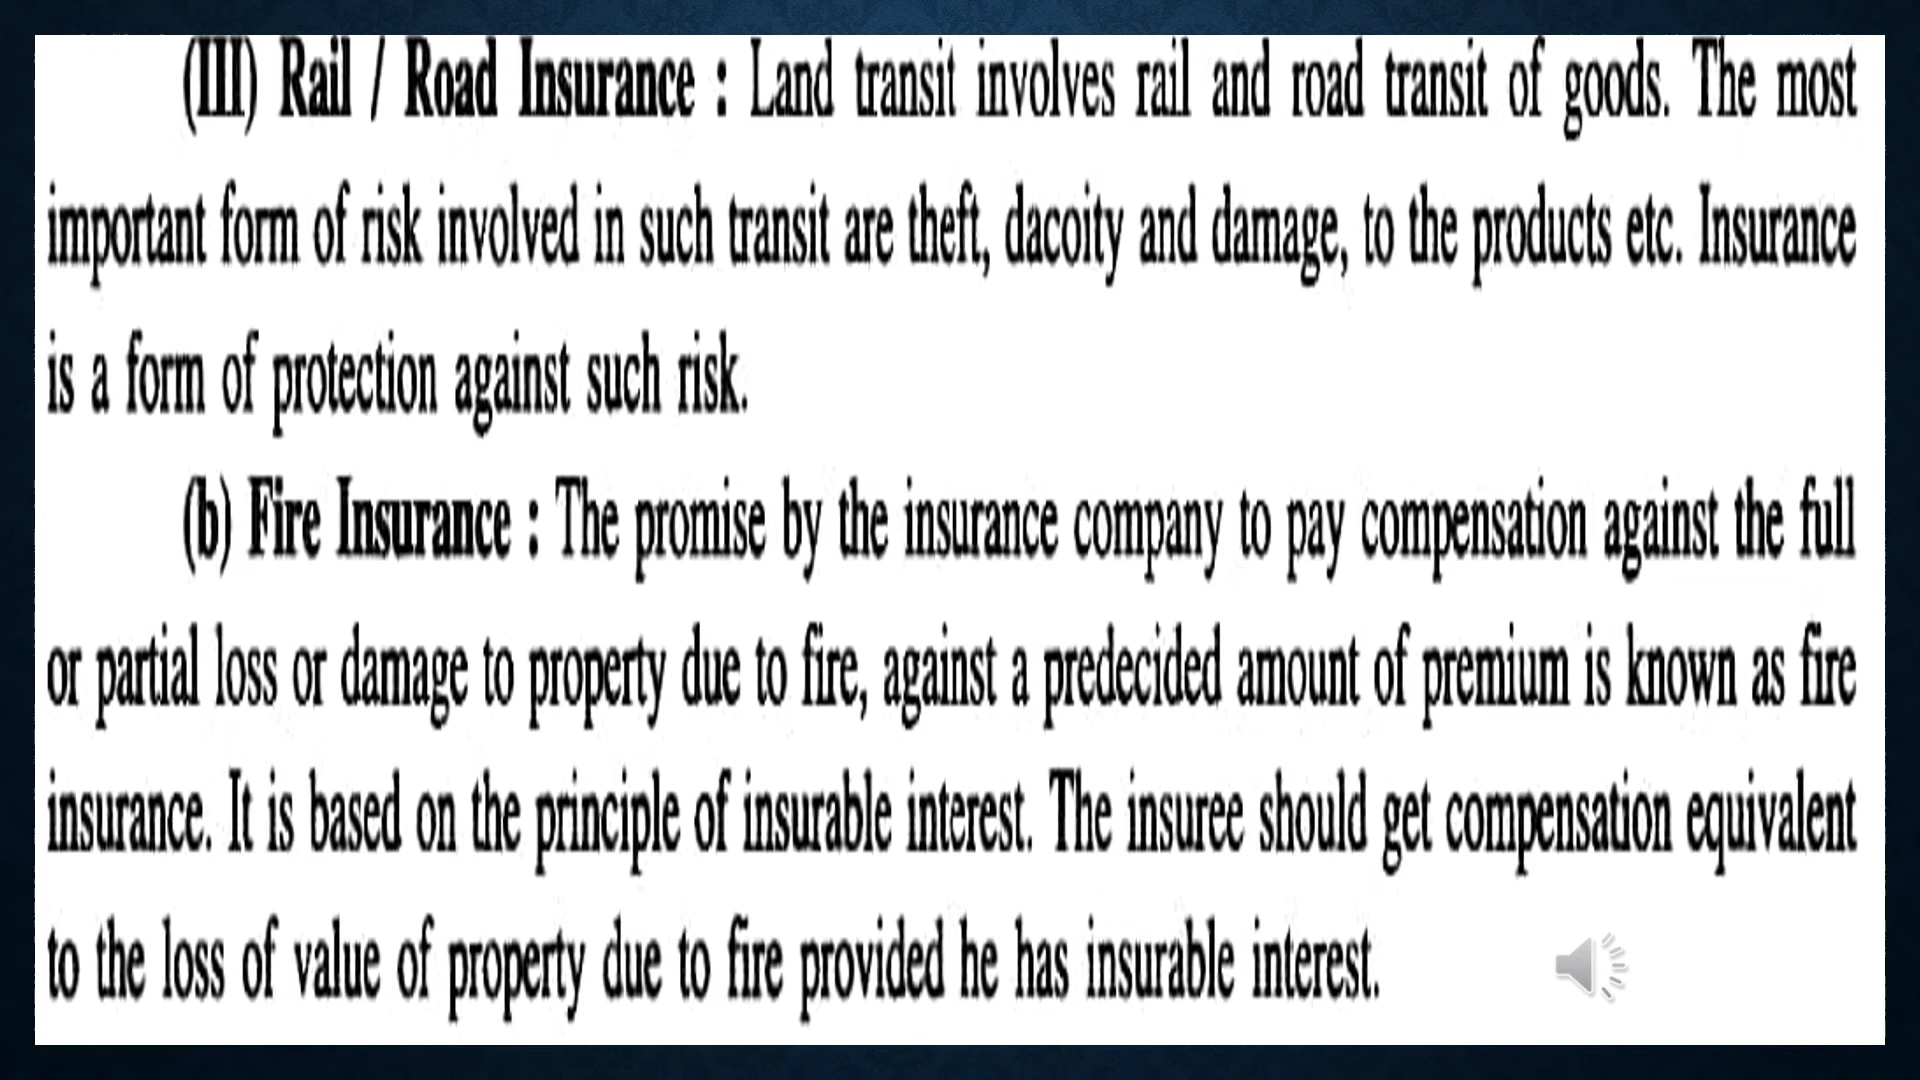 (III) Rail / Road Insurance : Land transit involves rail and road transit of goods. The most
important form of risk involved in such transit are theft, dacoity and damage, to the products etc. Insurance
is a form of protection against such risk.
(b) Fire Insurance : The promise by the insurance company to pay compensation against the full
or partial loss or damage to property due to fire, against a predecided amount of premium is known as fire
insurance. It is based on the principle of insurable interest. The insuree should get compensation equivalent
to the loss of value of property due to fire provided he has insurable interest.